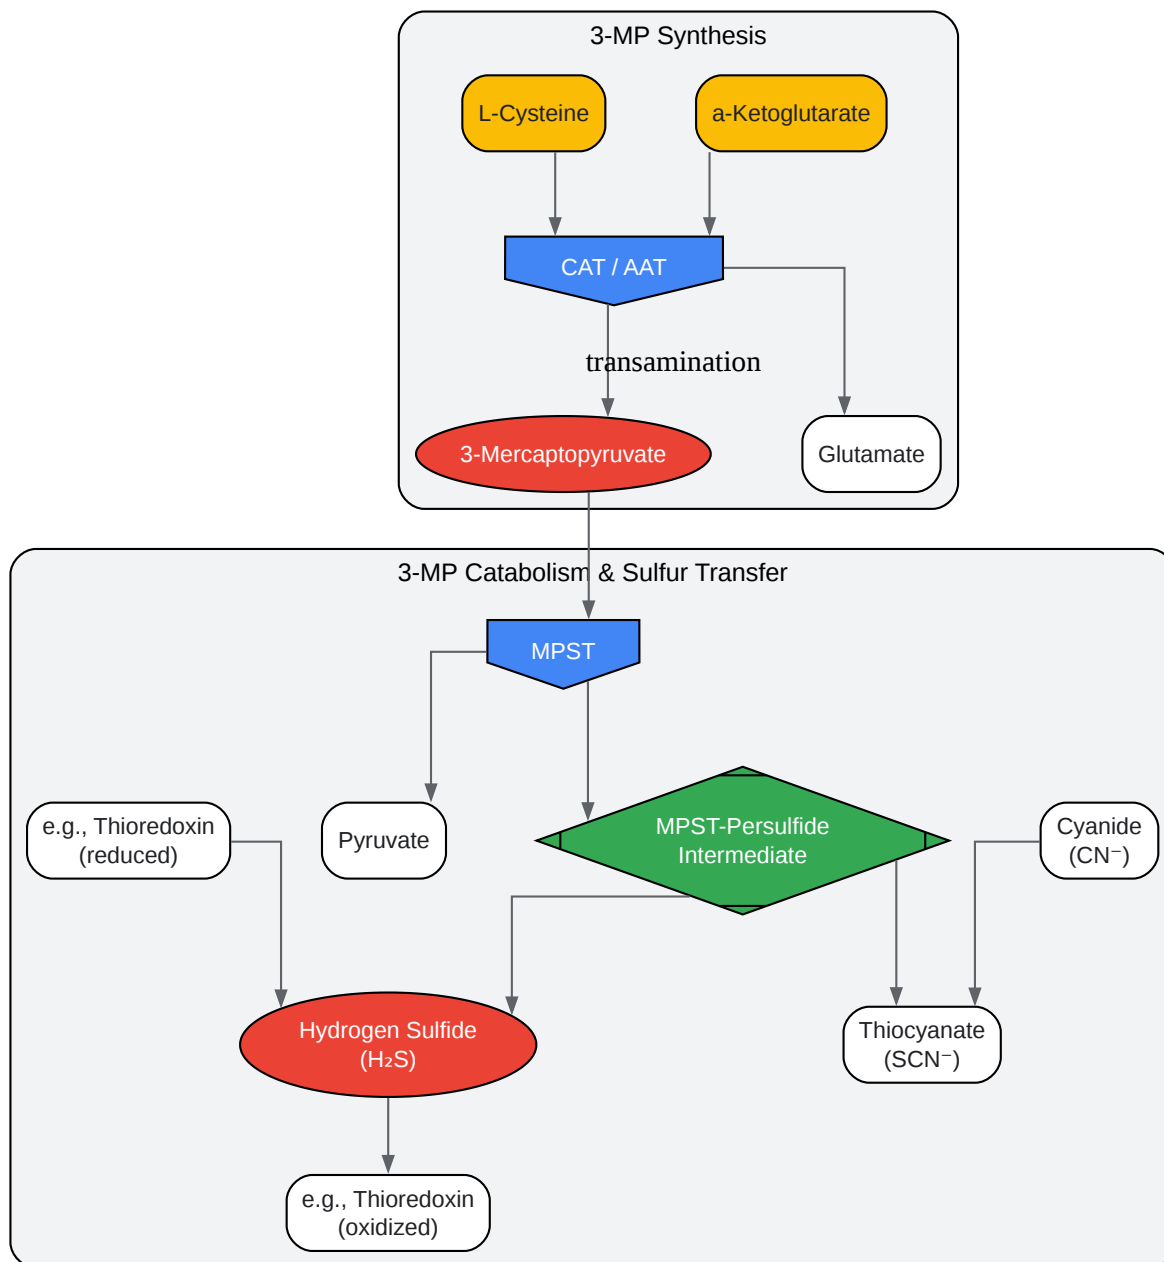 3-MP Synthesis
L-Cysteine
a-Ketoglutarate
CAT / AAT
transamination
3-Mercaptopyruvate
Glutamate
3-MP Catabolism & Sulfur Transfer
MPST
e.g., Thioredoxin
(reduced)
Pyruvate
MPST-Persulfide
Intermediate
Cyanide
(CN⁻)
Hydrogen Sulfide
(H₂S)
Thiocyanate
(SCN⁻)
e.g., Thioredoxin
(oxidized)